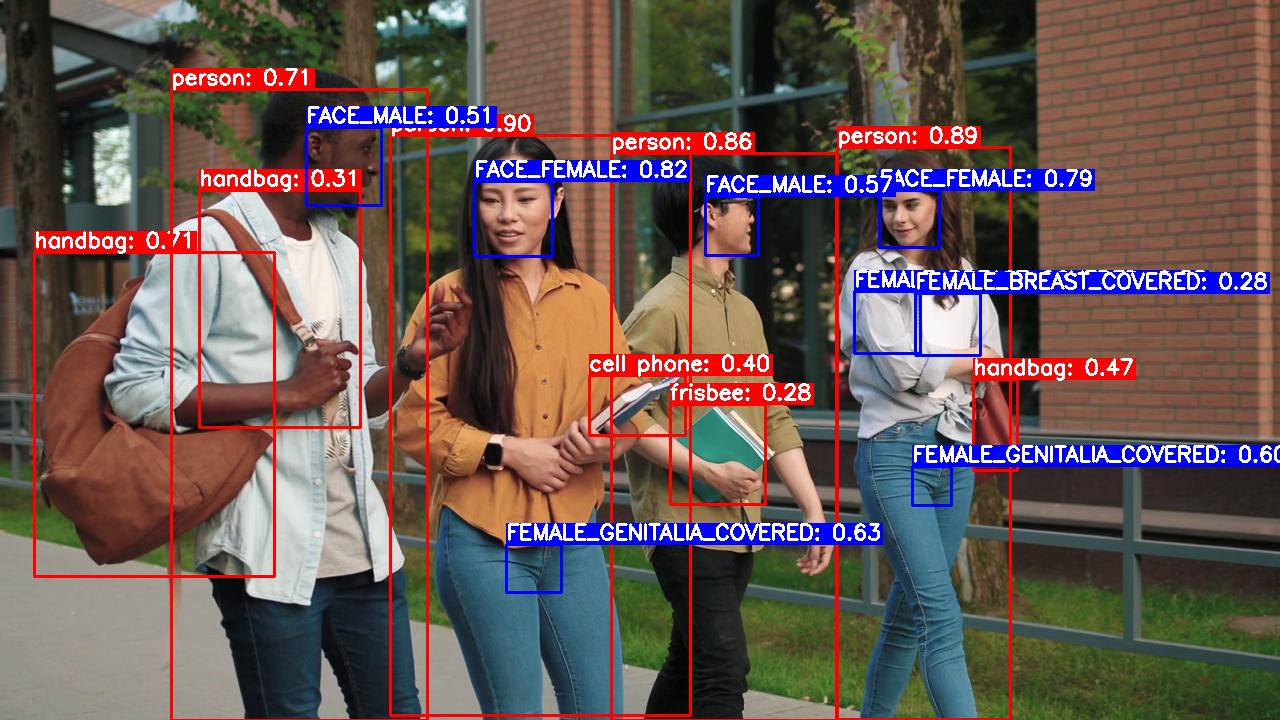 person: 0.71
FACE_MALE: 0.51
person: 0.90
FACE_FEMALE: 0.82
person: 0.86
FACE_MALE: 0.57
person: 0.89
FACE_FEMALE: 0.79
handbag: 0.31
handbag: 0.71
FEMALE_BREAST_COVERED: 0.28
cell phone: 0.40
frisbee: 0.28
handbag: 0.47
FEMALE_GENITALIA_COVERED: 0.60
FEMALE_GENITALIA_COVERED: 0.63